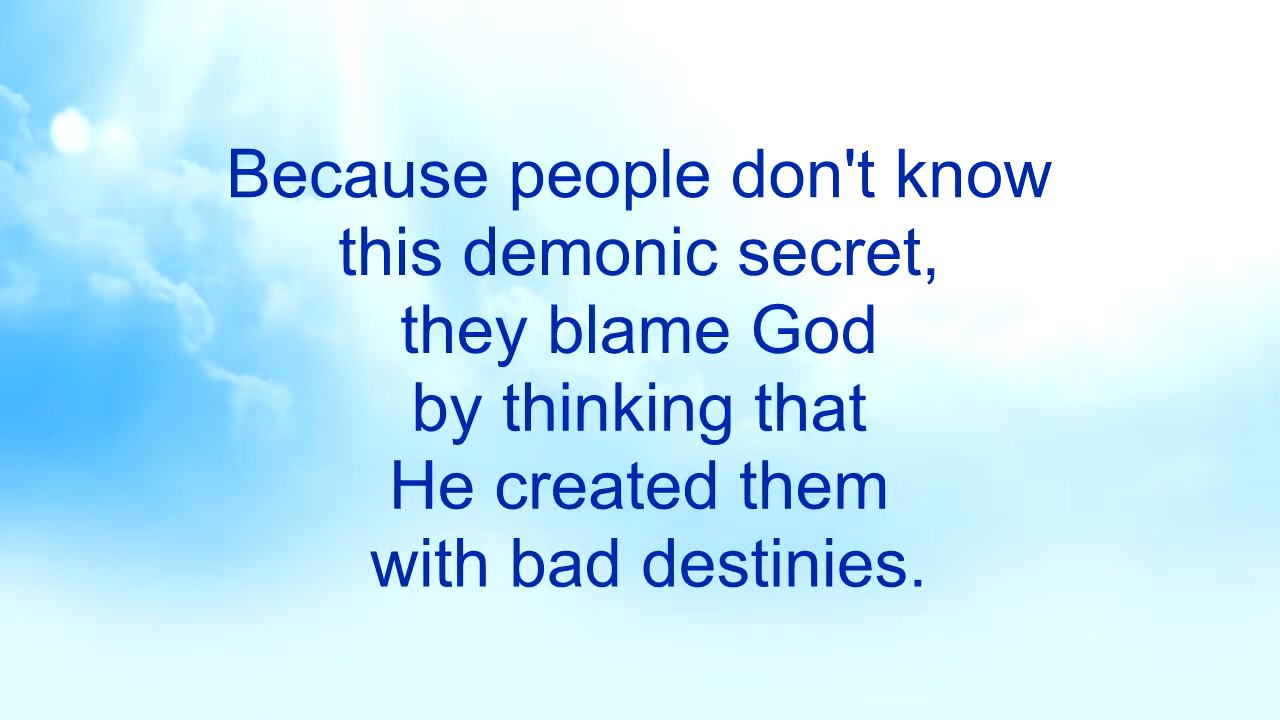 Because people don't know
this demonic secret,
they blame God
by thinking that
He created them
with bad destinies.